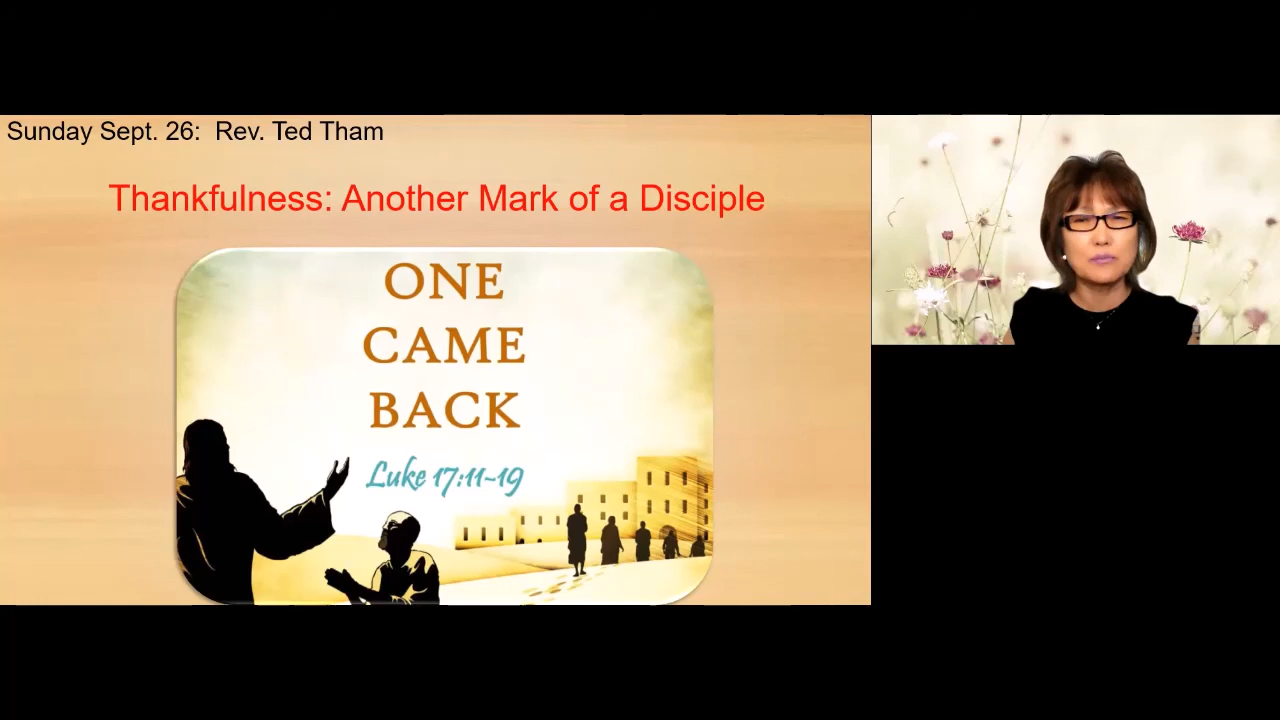 Sunday Sept. 26:  Rev. Ted Tham
Thankfulness: Another Mark of a Disciple
ONE
CAME
BACK
Luke 17:11-19